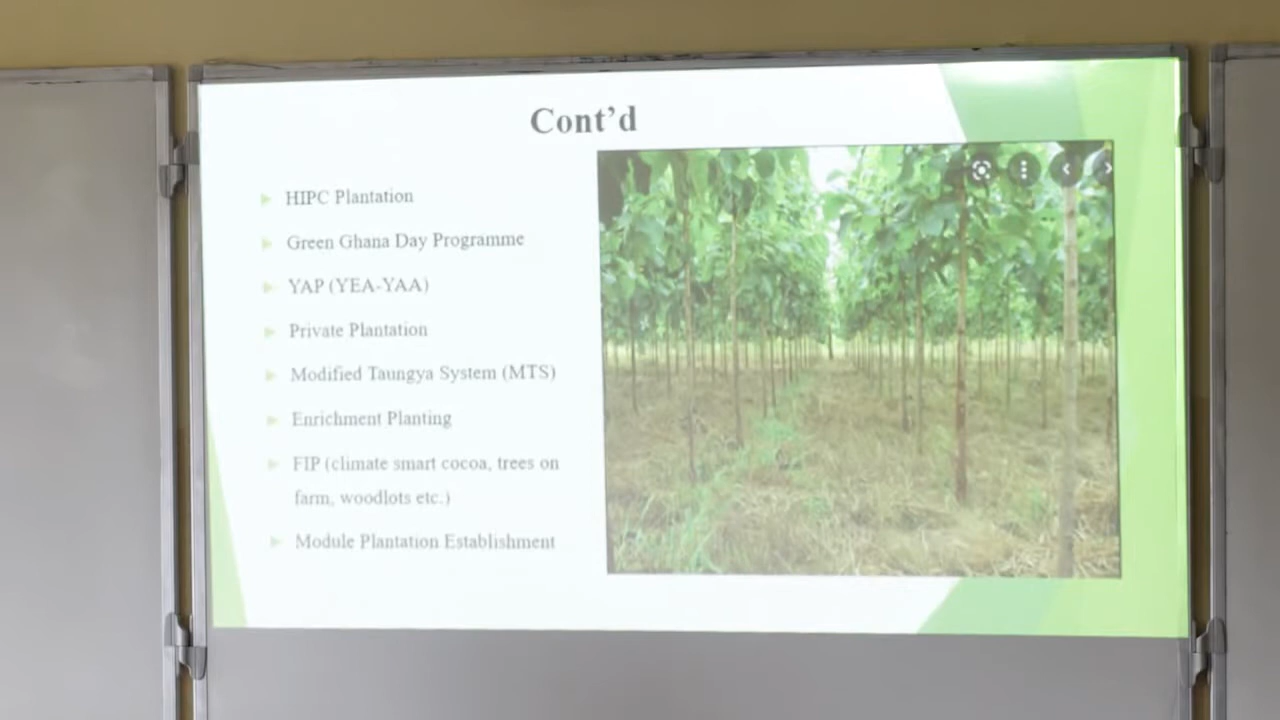 Cont’d
HIPC Plantation
Green Ghana Day Programme
YAP (YEA-YAA)
Private Plantation
Modified Taungya System (MTS)
Enrichment Planting
FIP (climate smart cocoa, trees on
farm, woodlots etc.)
Module Plantation Establishment